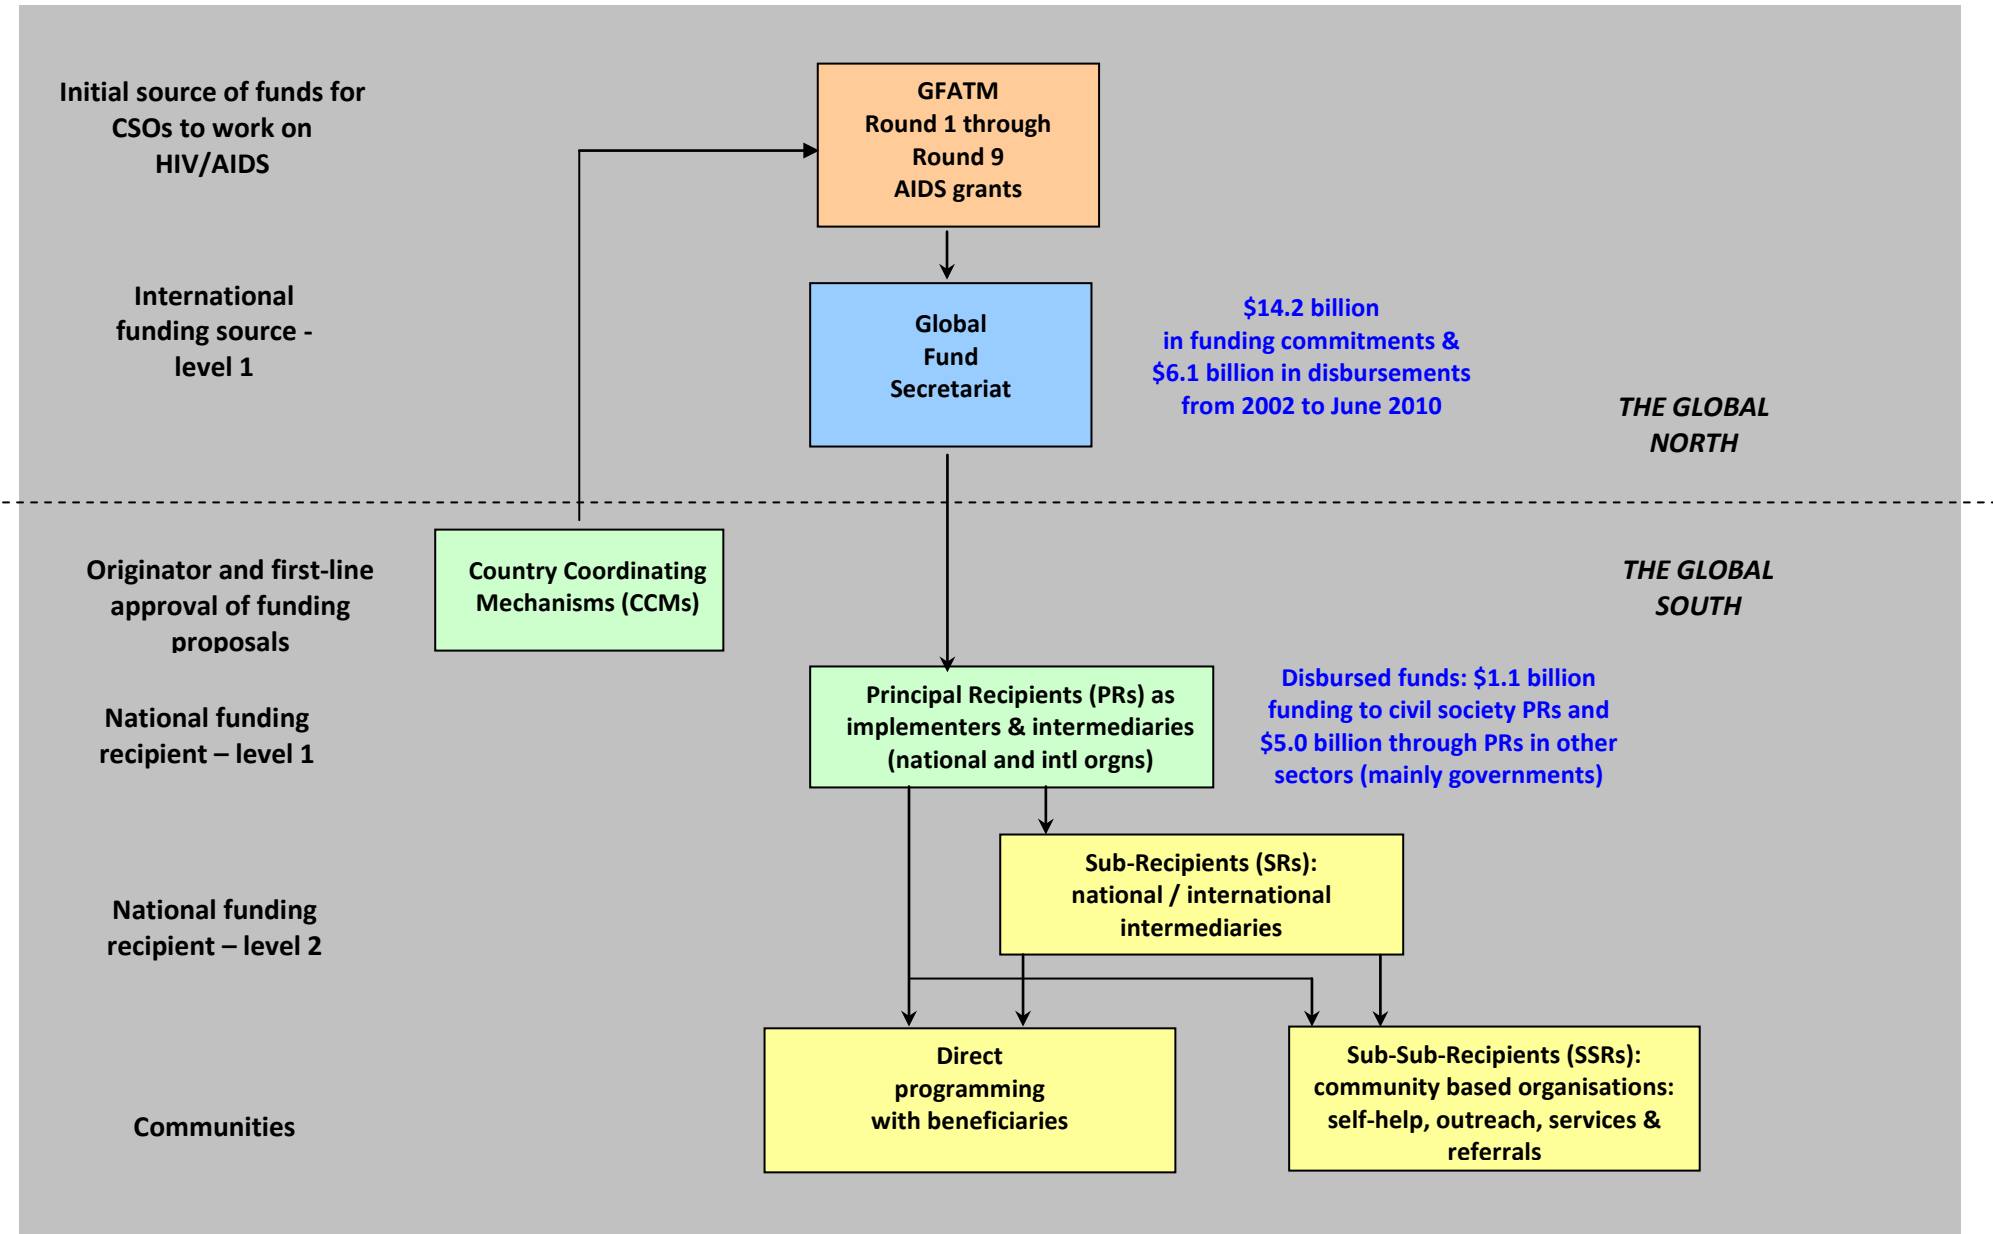 Initial source of funds for
CSOs to work on
HIV/AIDS
GFATM
Round 1 through
Round 9
AIDS grants
International
funding source -
level 1
Global
Fund
Secretariat
$14.2 billion
in funding commitments &
$6.1 billion in disbursements
from 2002 to June 2010
THE GLOBAL
NORTH
Originator and first-line
approval of funding
proposals
Country Coordinating
Mechanisms (CCMs)
THE GLOBAL
SOUTH
National funding
recipient – level 1
Principal Recipients (PRs) as
implementers & intermediaries
(national and intl orgns)
Disbursed funds: $1.1 billion
funding to civil society PRs and
$5.0 billion through PRs in other
sectors (mainly governments)
National funding
recipient – level 2
Sub-Recipients (SRs):
national / international
intermediaries
Communities
Direct
programming
with beneficiaries
Sub-Sub-Recipients (SSRs):
community based organisations:
self-help, outreach, services &
referrals